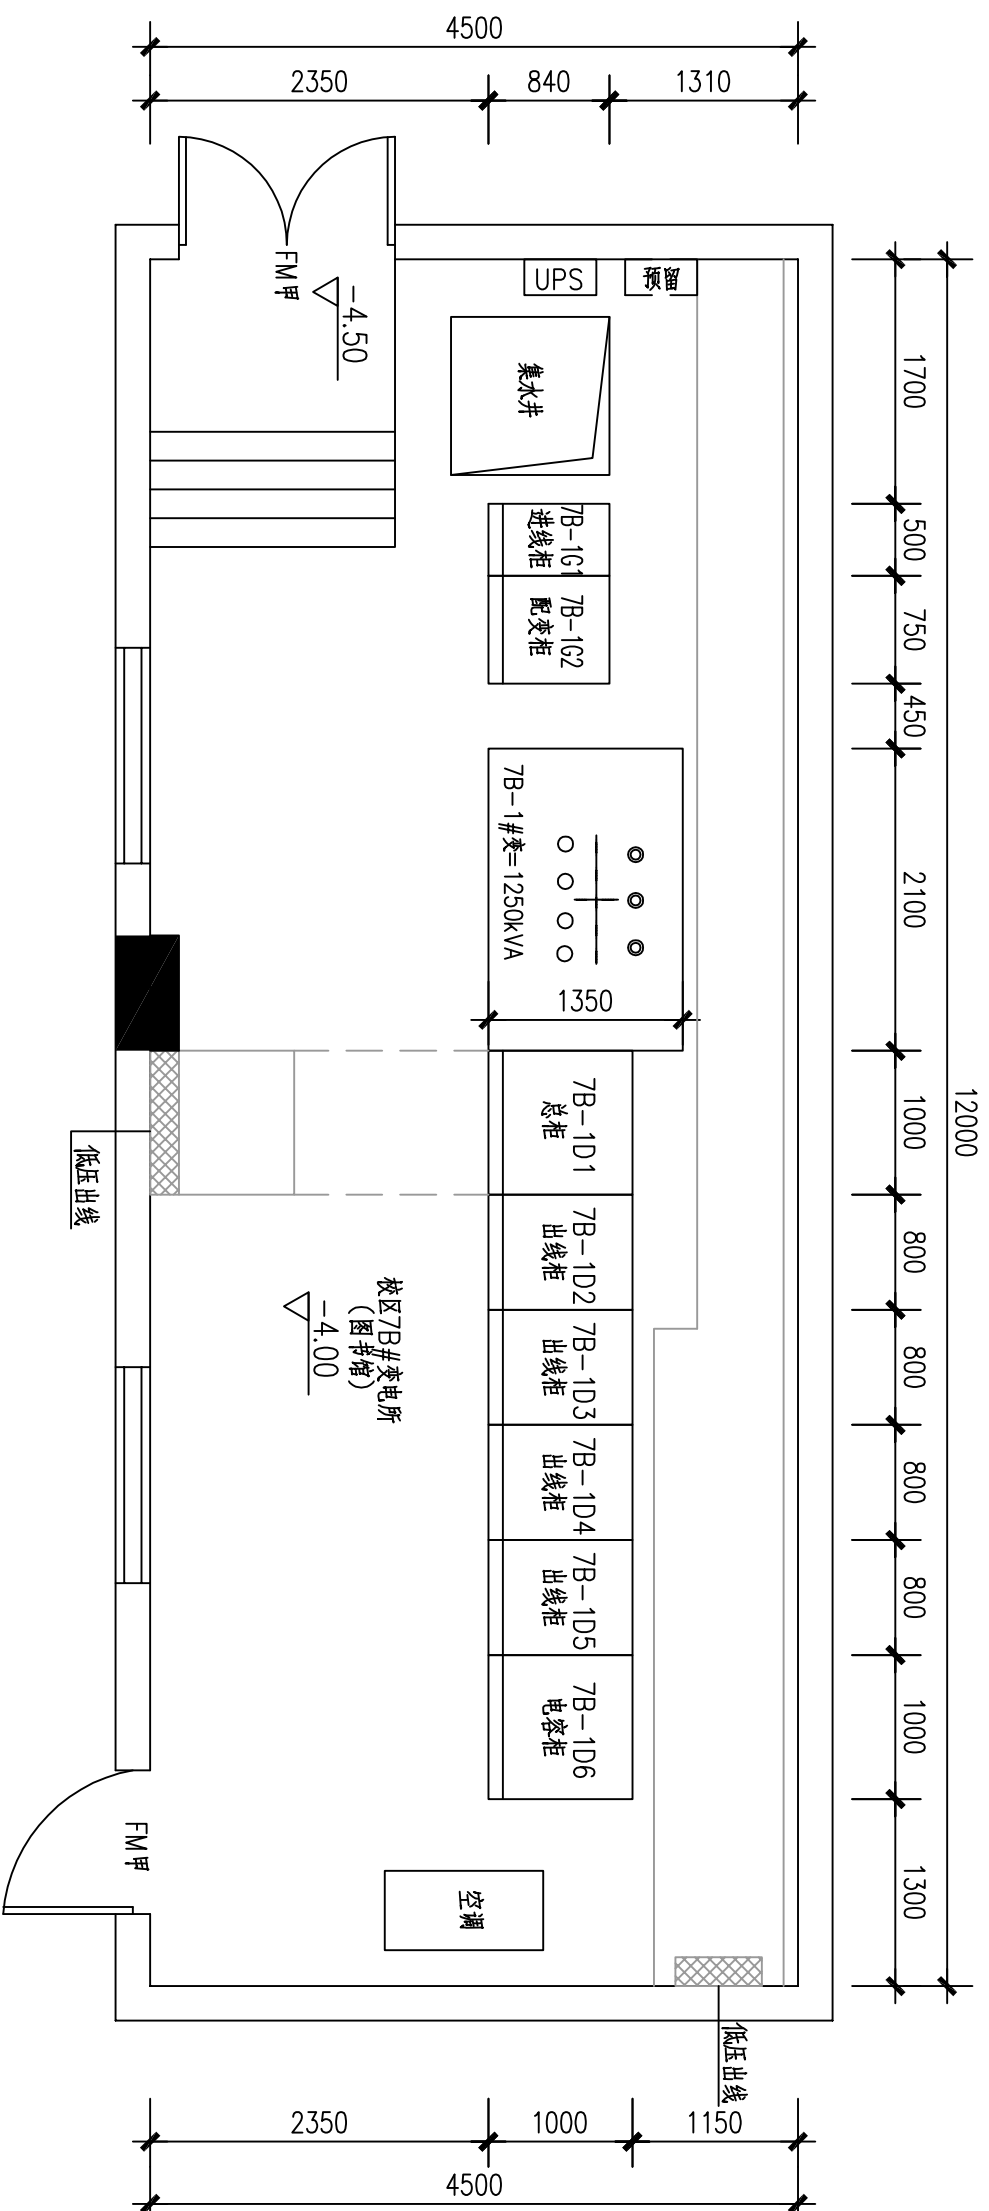 4500
2350
840
1310
FM甲
-4.50
UPS
预留
集水井
7B-1G1
进线柜
7B-1G2
配变柜
7B-1#变=1250kVA
1350
7B-1D1
总柜
7B-1D2
出线柜
7B-1D3
出线柜
7B-1D4
出线柜
7B-1D5
出线柜
7B-1D6
电容柜
低压出线
校区7B#变电所
(图书馆)
-4.00
FM甲
空调
低压出线
1700
500
750
450
2100
1000
800
800
800
800
1000
1300
12000
2350
1000
1150
4500